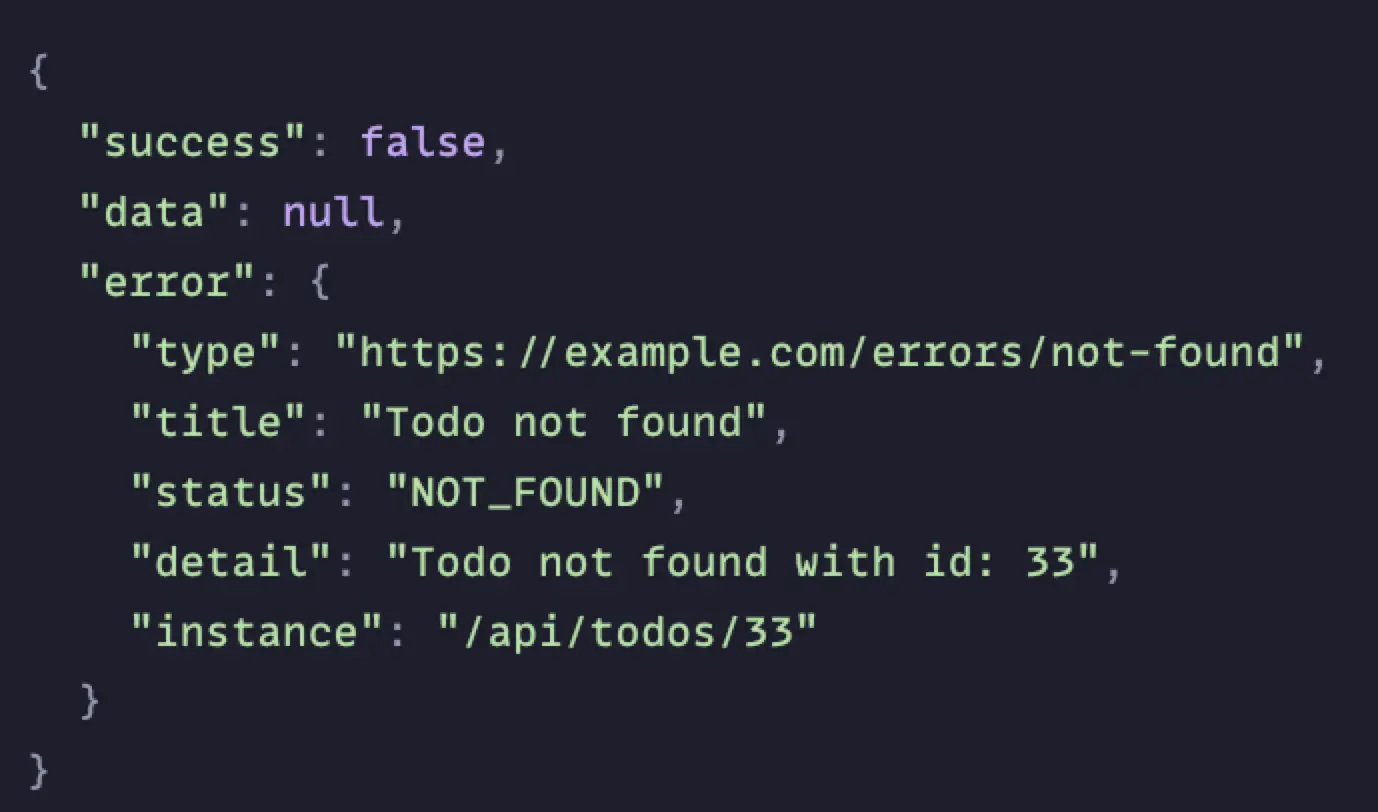 {
"success": false,
"data": null,
"error": {
"type": "https://example.com/errors/not-found",
"title": "Todo not found",
"status": "NOT_FOUND",
"detail": "Todo not found with id: 33",
"instance": "/api/todos/33"
}
}